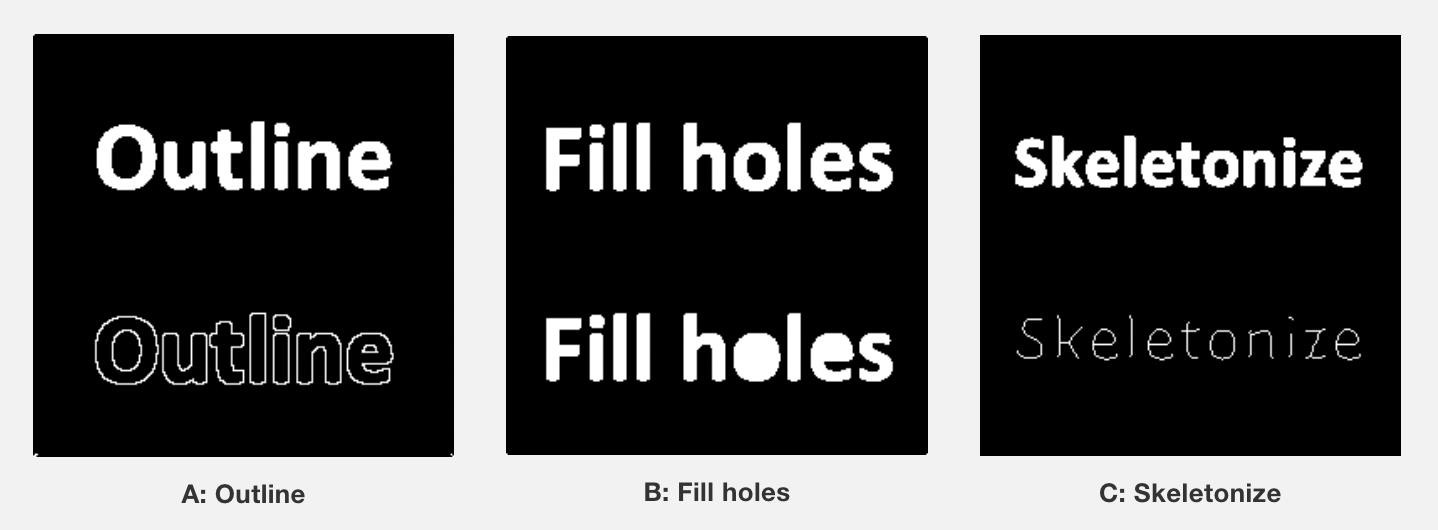 Outline
Outline
A: Outline
Fill holes
Fill holes
B: Fill holes
Skeletonize
Skeletonize
C: Skeletonize